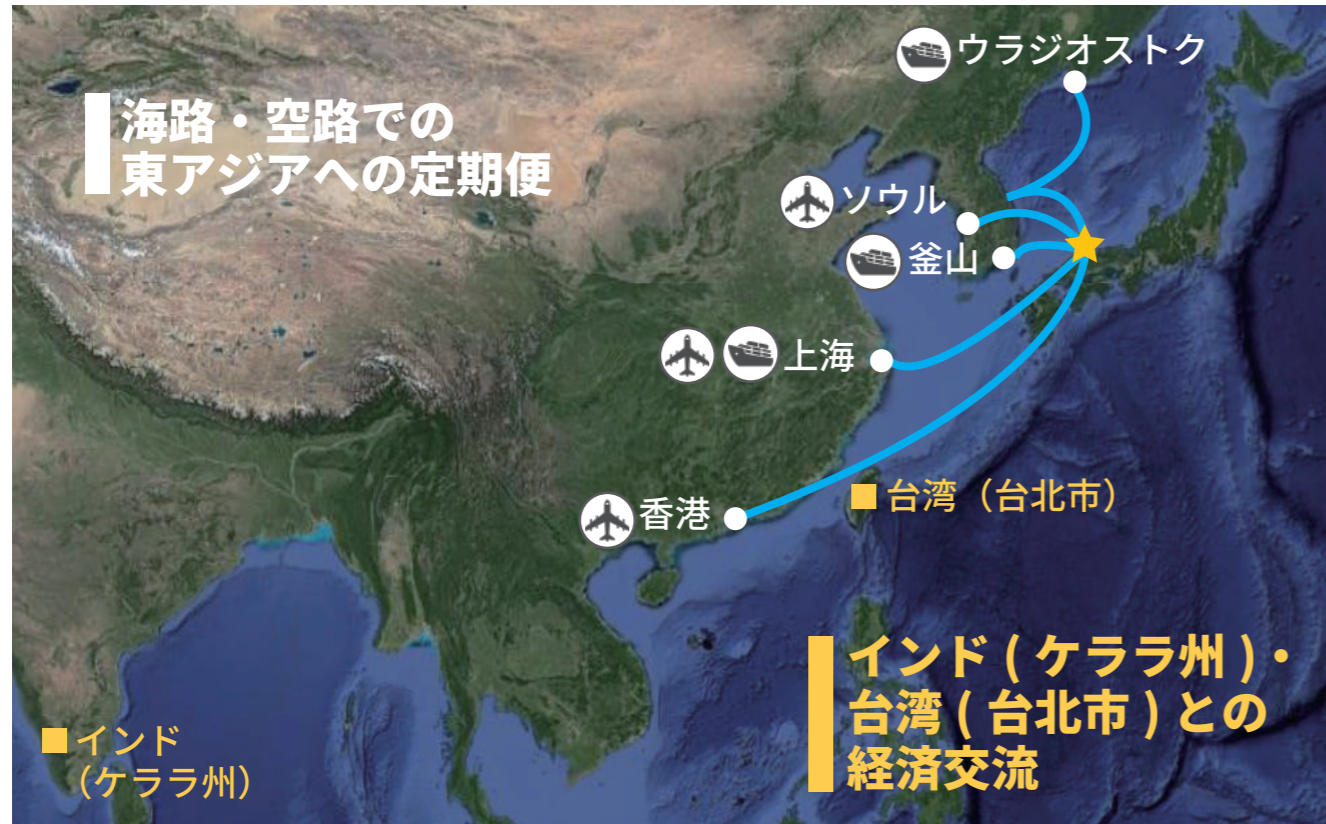 海路・空路での
東アジアへの定期便
ウラジオストク
ソウル
釜山
上海
香港
■ 台湾（台北市）
インド ( ケララ州 )・
台湾 ( 台北市 ) との
経済交流
■ インド
（ケララ州）